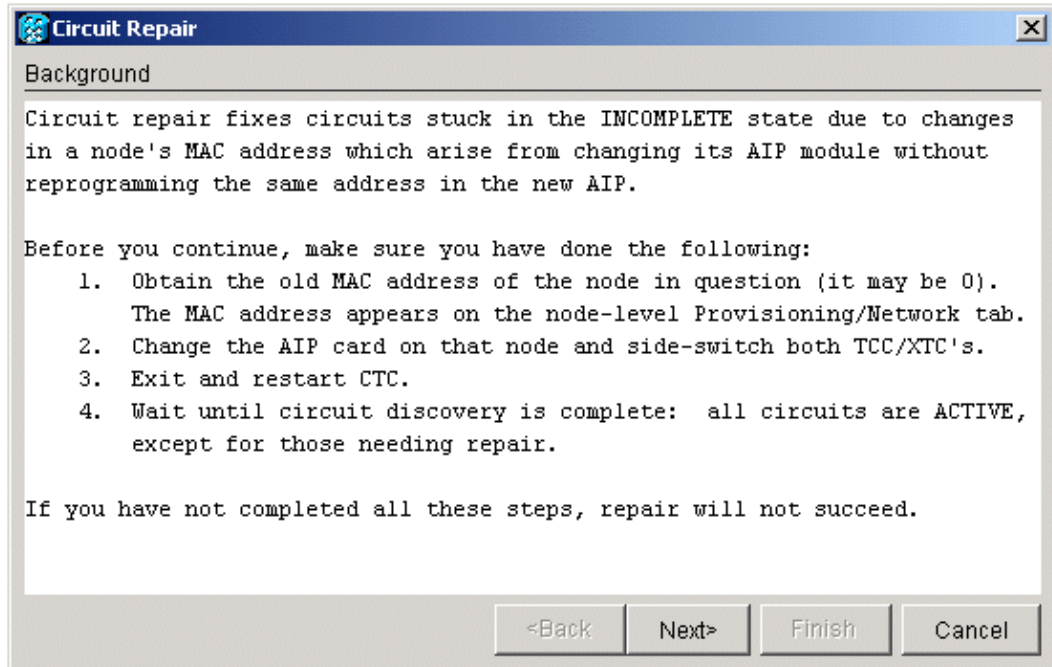 Circuit Repair
Background
Circuit repair fixes circuits stuck in the INCOMPLETE state due to changes
in a node's MAC address which arise from changing its AIP module without
reprogramming the same address in the new AIP.
Before you continue, make sure you have done the following:
1. Obtain the old MAC address of the node in question (it may be 0).
The MAC address appears on the node-level Provisioning/Network tab.
2. Change the AIP card on that node and side-switch both TCC/XTC's.
3. Exit and restart CTC.
4. Wait until circuit discovery is complete: all circuits are ACTIVE,
except for those needing repair.
If you have not completed all these steps, repair will not succeed.
<Back Next> Finish Cancel